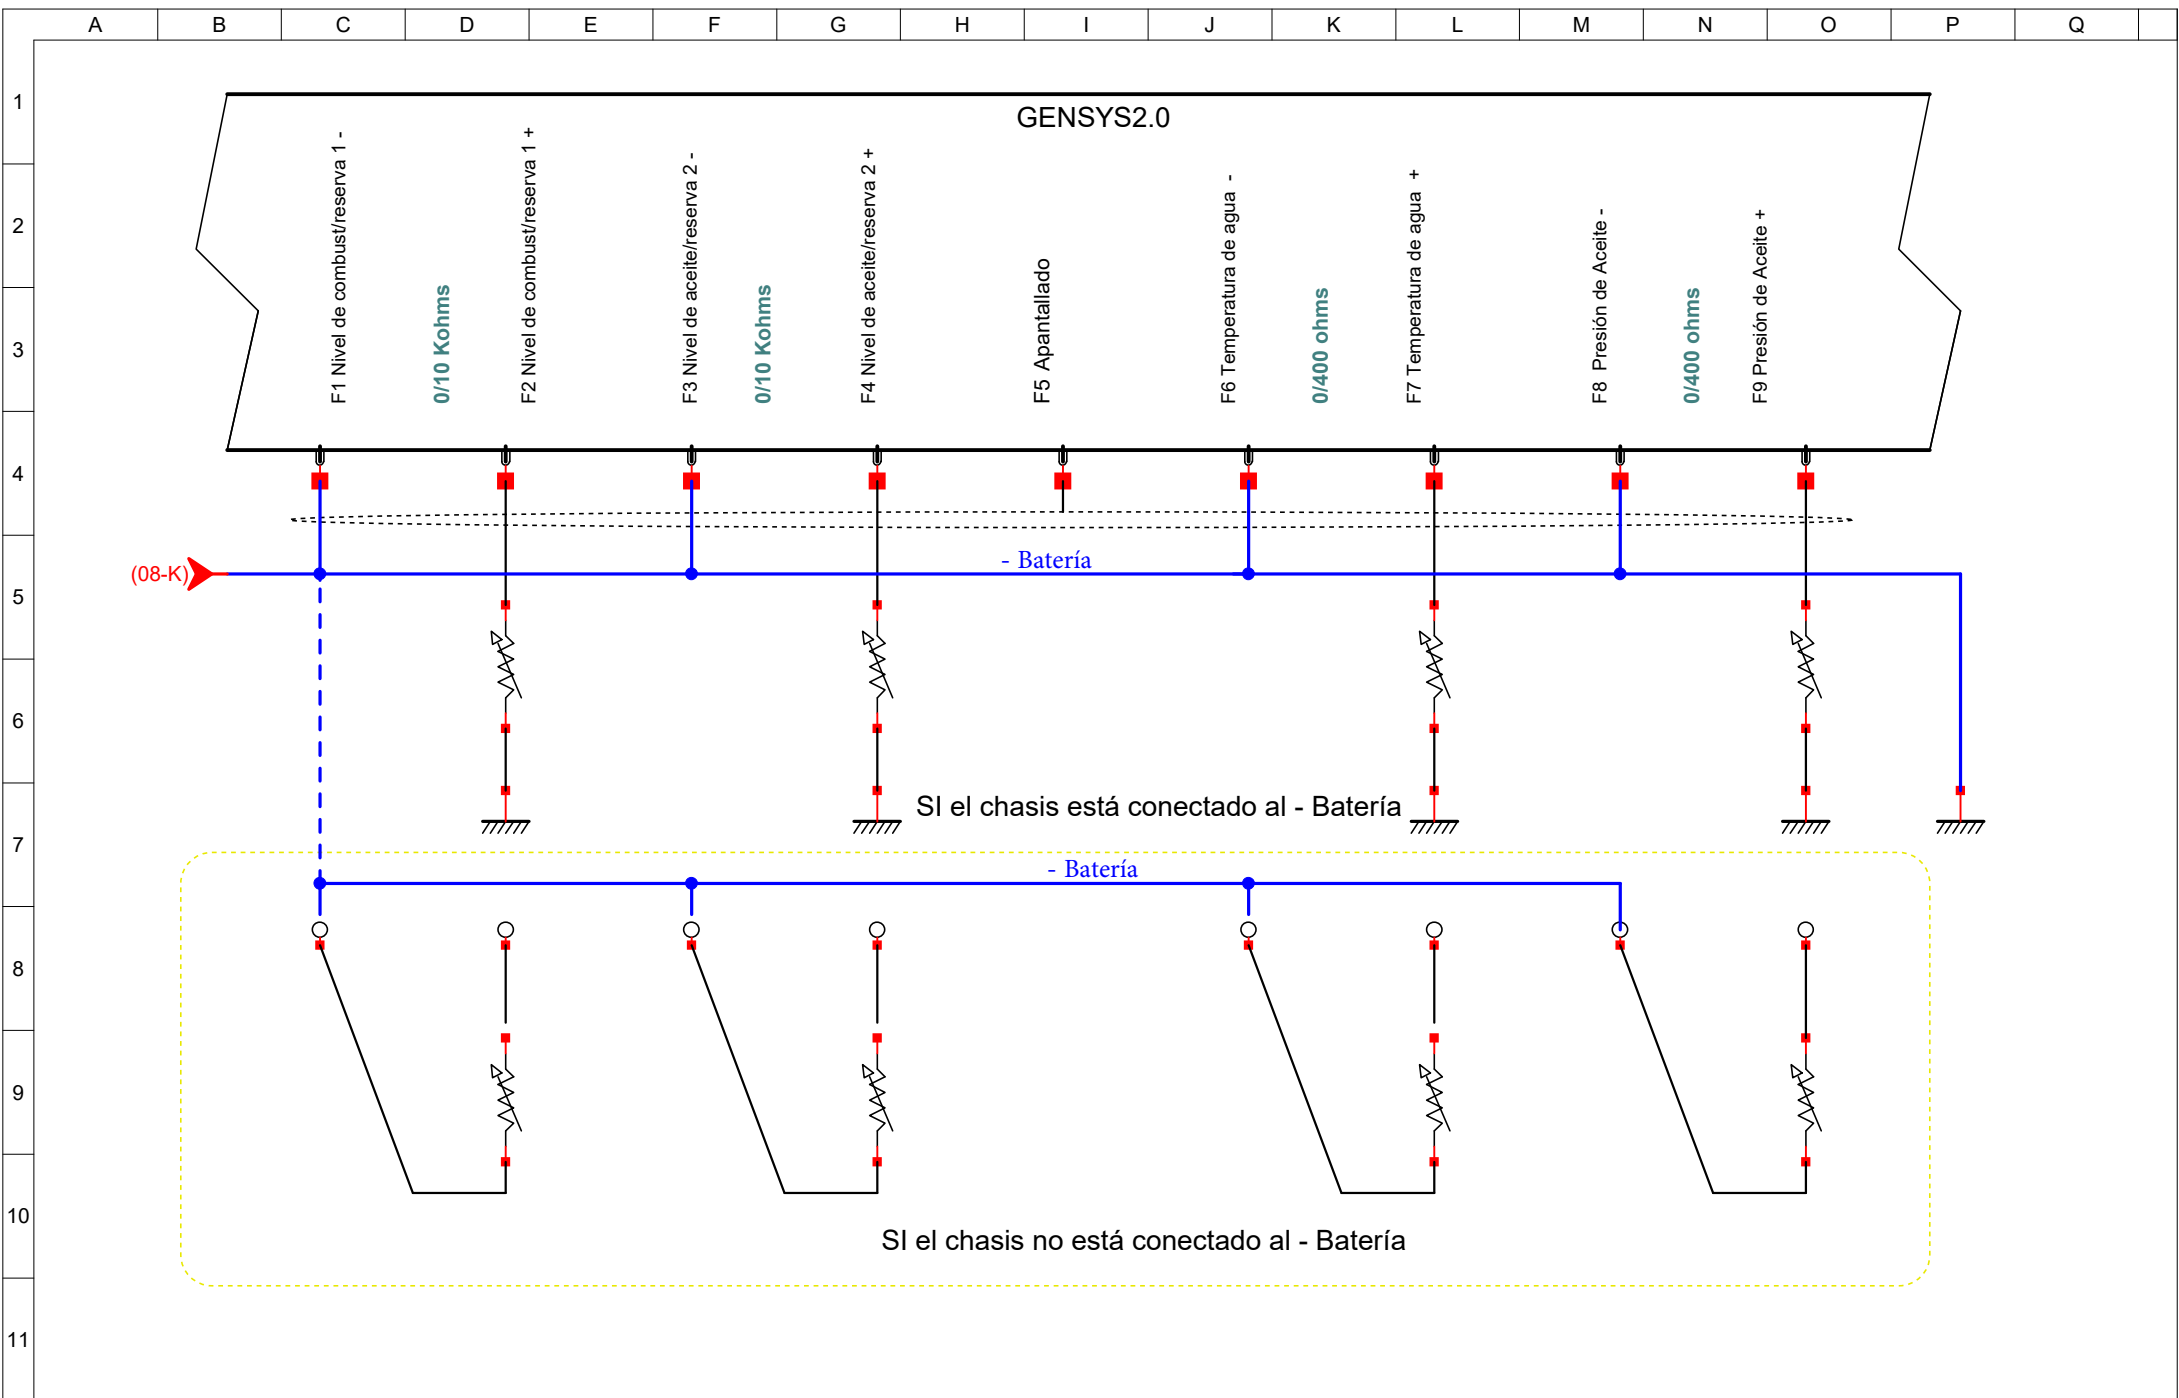 A B C D E F G H I J K L M N O P Q
1
GENSYS2.0
2
3
F1 Nivel de combust/reserva 1 -
0/10 Kohms
F2 Nivel de combust/reserva 1 +
F3 Nivel de aceite/reserva 2 -
0/10 Kohms
F4 Nivel de aceite/reserva 2 +
F5 Apantallado
F6 Temperatura de agua -
0/400 ohms
F7 Temperatura de agua +
F8 Presión de Aceite -
0/400 ohms
F9 Presión de Aceite +
4
- Batería
(08-K)
5
6
SI el chasis está conectado al - Batería
7
- Batería
8
9
10
SI el chasis no está conectado al - Batería
11